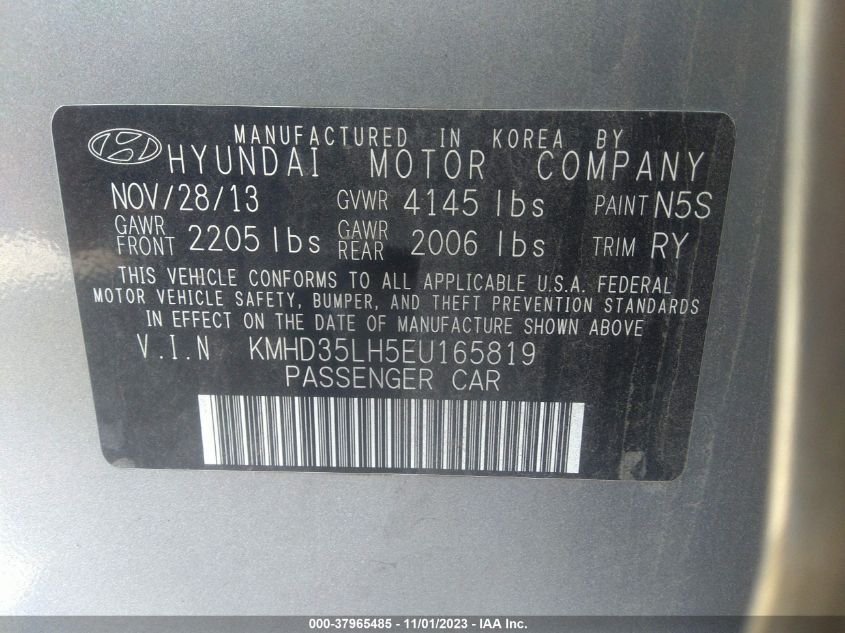 MANUFACTURED IN KOREA BY
HYUNDAI MOTOR COMPANY
NOV/28/13 GVWR 4145 lbs PAINT N5S
GAWR FRONT 2205 lbs GAWR REAR 2006 lbs TRIM RY
THIS VEHICLE CONFORMS TO ALL APPLICABLE U.S.A. FEDERAL
MOTOR VEHICLE SAFETY, BUMPER, AND THEFT PREVENTION STANDARDS
IN EFFECT ON THE DATE OF MANUFACTURE SHOWN ABOVE
V.I.N KMHD35LH5EU165819
PASSENGER CAR
000-37965485 - 11/01/2023 - IAA Inc.